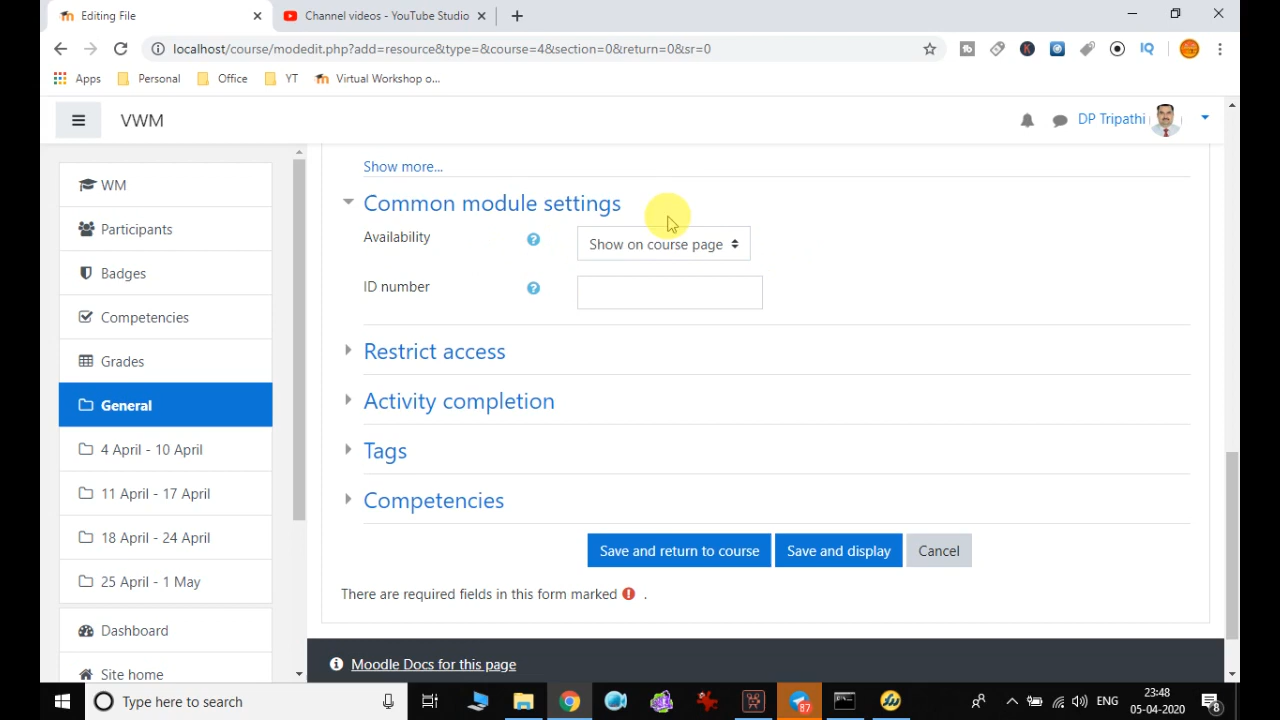 Editing File
Channel videos - YouTube Studio
localhost/course/modedit.php?add=resource&type=&course=4&section=0&return=0&sr=0
Apps
Personal
Office
YT
Virtual Workshop o...
VWM
DP Tripathi
WM
Participants
Badges
Competencies
Grades
General
4 April - 10 April
11 April - 17 April
18 April - 24 April
25 April - 1 May
Dashboard
Site home
Show more...
Common module settings
Availability
Show on course page
ID number
Restrict access
Activity completion
Tags
Competencies
Save and return to course
Save and display
Cancel
There are required fields in this form marked .
Moodle Docs for this page
Type here to search
87
ENG
23:48
05-04-2020
8
IQ
K